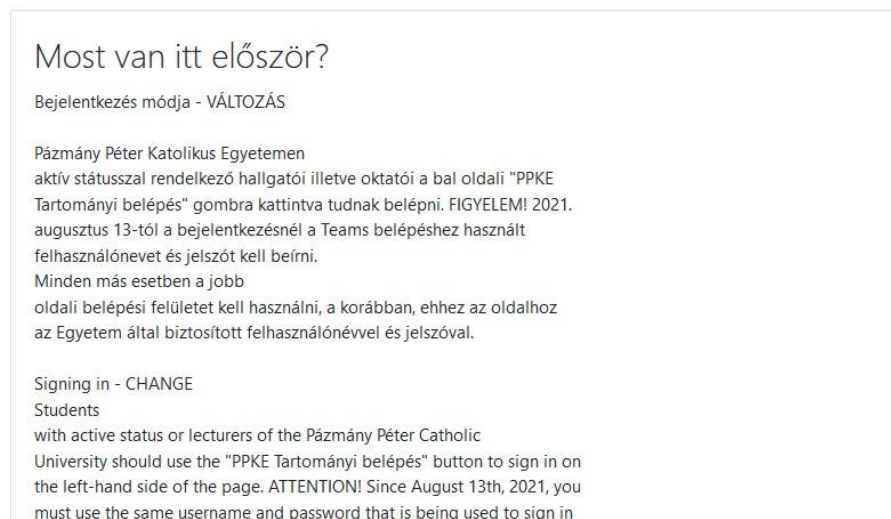 Most van itt először?
Bejelentkezés módja - VÁLTOZÁS
Pázmány Péter Katolikus Egyetemen
aktív státusszal rendelkező hallgatói illetve oktatói a bal oldali "PPKE
Tartományi belépés" gombra kattintva tudnak belépni. FIGYELEM! 2021.
augusztus 13-tól a bejelentkezésnél a Teams belépéshez használt
felhasználónevet és jelszót kell beírni.
Minden más esetben a jobb
oldali belépési felületet kell használni, a korábban, ehhez az oldalhoz
az Egyetem által biztosított felhasználónévvel és jelszóval.
Signing in - CHANGE
Students
with active status or lecturers of the Pázmány Péter Catholic
University should use the "PPKE Tartományi belépés" button to sign in on
the left-hand side of the page. ATTENTION! Since August 13th, 2021, you
must use the same username and password that is being used to sign in